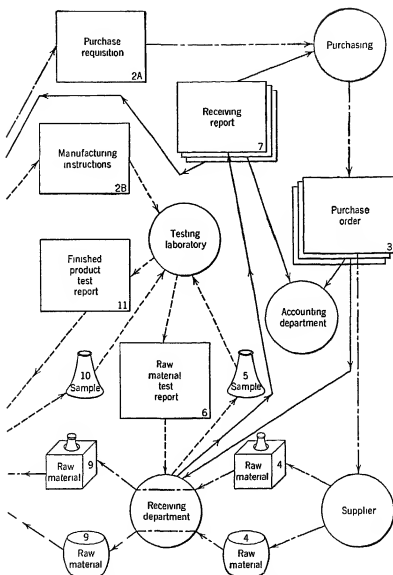 Purchase
requisition
2A
Purchasing
Receiving
report
7
Manufacturing
instructions
2B
Testing
laboratory
Purchase
order
3
Finished
product
test
report
11
Accounting
department
10
Sample
Raw
material
test
report
6
5
Sample
9
Raw
material
4
Raw
material
Receiving
department
Supplier
9
Raw
material
4
Raw
material